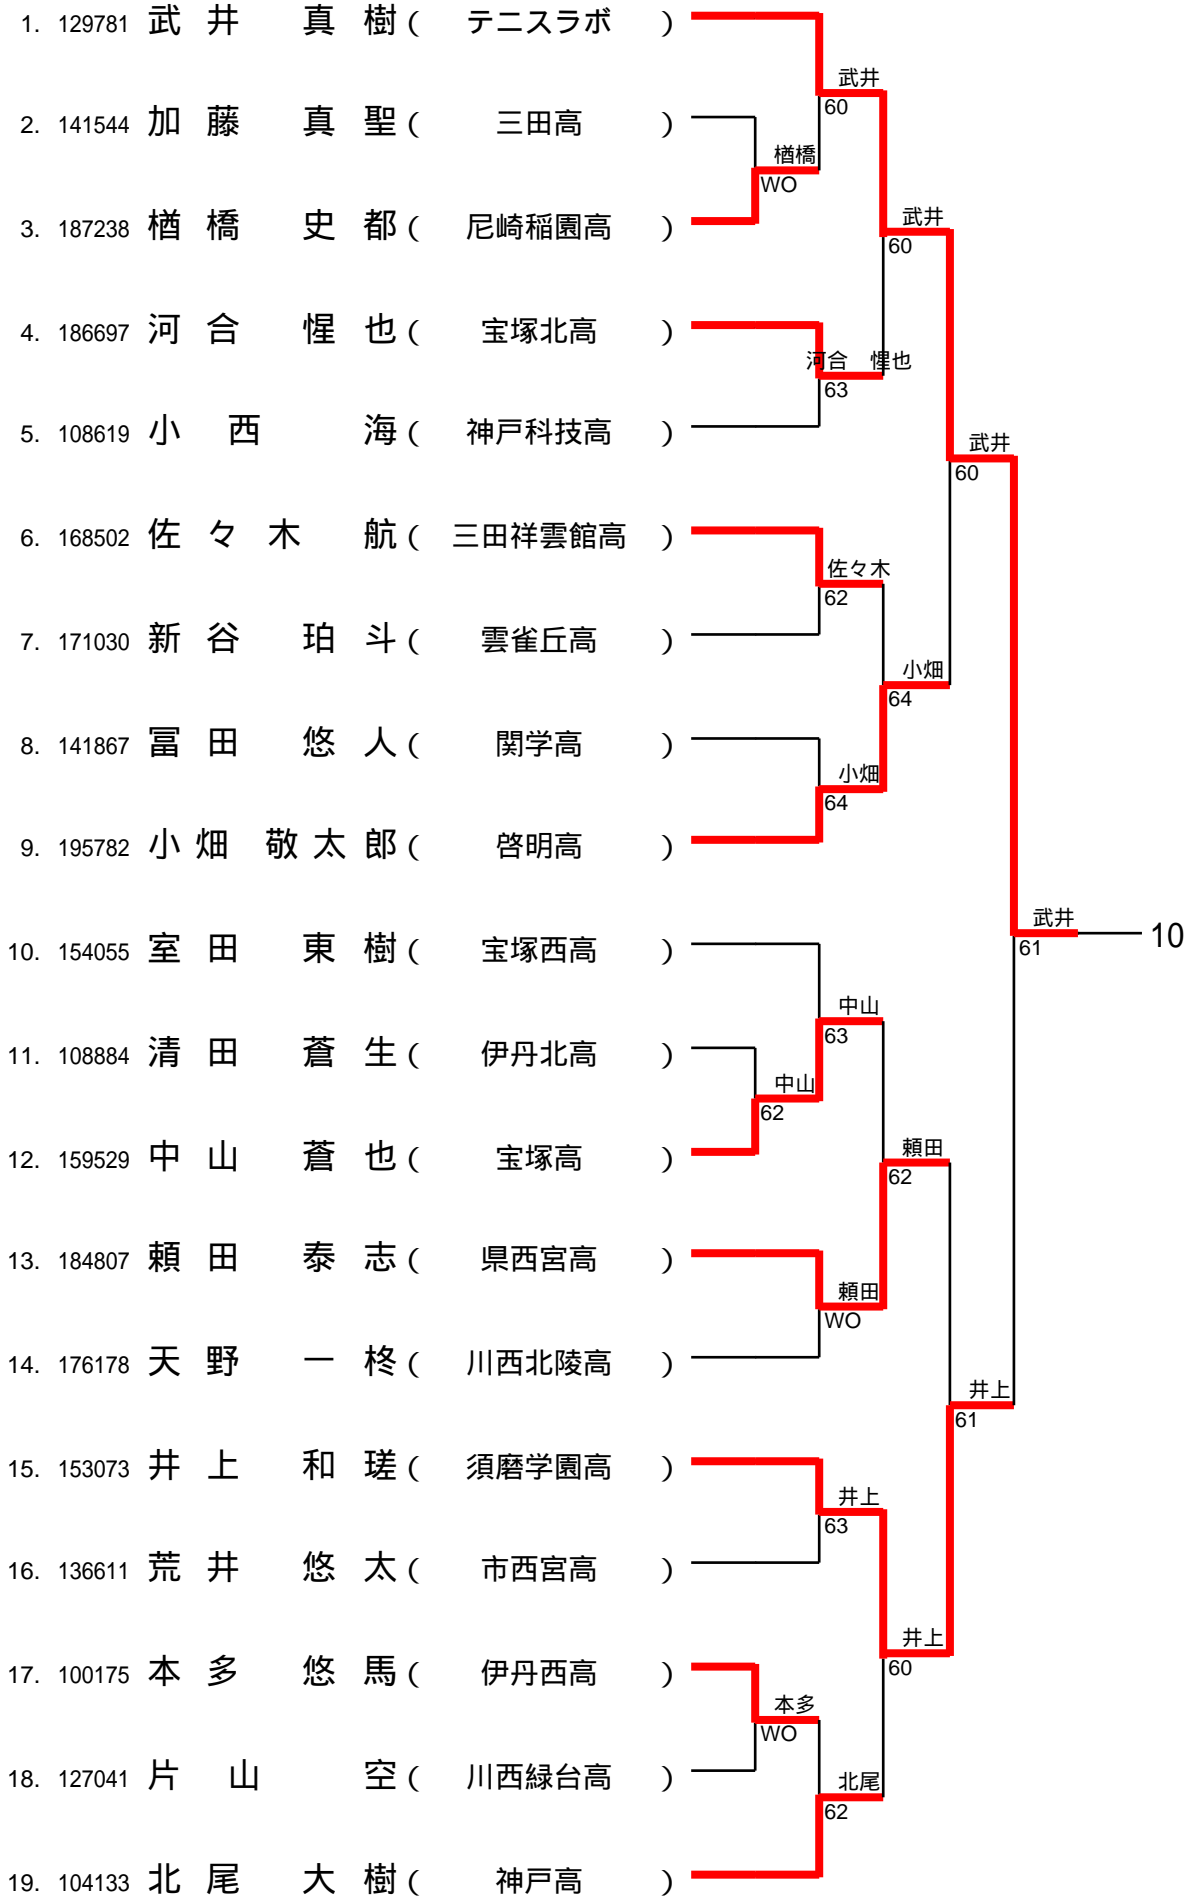 1. 129781 武井 真樹 ( テニスラボ )
武井
60
2. 141544 加藤 真聖 ( 三田高 )
楢橋
WO
3. 187238 楢橋 史都 ( 尼崎稲園高 )
武井
60
4. 186697 河合 惺也 ( 宝塚北高 )
河合 惺也
63
5. 108619 小西 海 ( 神戸科技高 )
武井
60
6. 168502 佐々木 航 ( 三田祥雲館高 )
佐々木
62
7. 171030 新谷 珀斗 ( 雲雀丘高 )
小畑
64
8. 141867 冨田 悠人 ( 関学高 )
小畑
64
9. 195782 小畑 敬太郎 ( 啓明高 )
武井
10
61
10. 154055 室田 東樹 ( 宝塚西高 )
中山
63
11. 108884 清田 蒼生 ( 伊丹北高 )
中山
62
12. 159529 中山 蒼也 ( 宝塚高 )
頼田
62
13. 184807 頼田 泰志 ( 県西宮高 )
頼田
WO
14. 176178 天野 一柊 ( 川西北陵高 )
井上
61
15. 153073 井上 和瑳 ( 須磨学園高 )
井上
63
16. 136611 荒井 悠太 ( 市西宮高 )
井上
60
17. 100175 本多 悠馬 ( 伊丹西高 )
本多
WO
18. 127041 片山 空 ( 川西緑台高 )
北尾
62
19. 104133 北尾 大樹 ( 神戸高 )